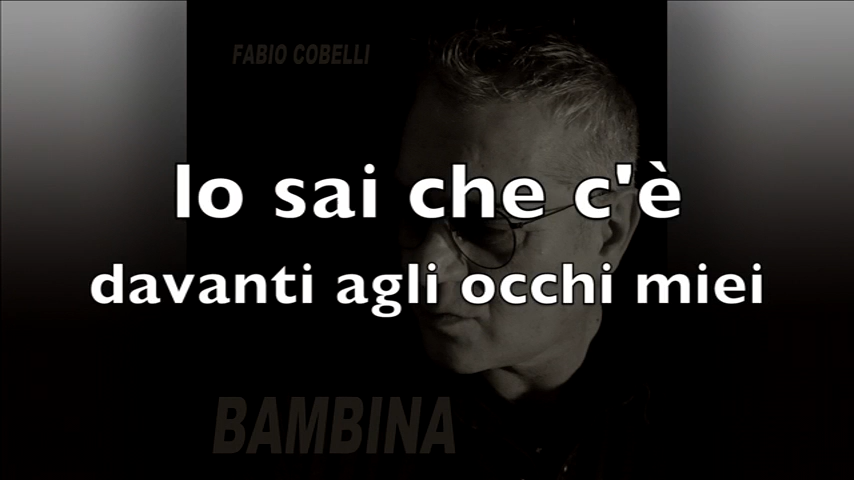 FABIO COBELLI
lo sai che c'è
davanti agli occhi miei
BAMBINA